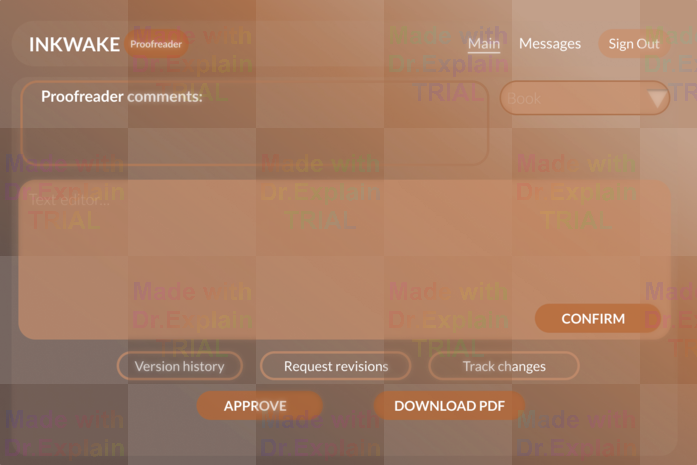 INKWAKE Proofreader Main Messages Sign Out
Proofreader comments:
Book
Text editor...
CONFIRM
Version history Request revisions Track changes
APPROVE DOWNLOAD PDF
Made with
Dr.Explain
TRIAL